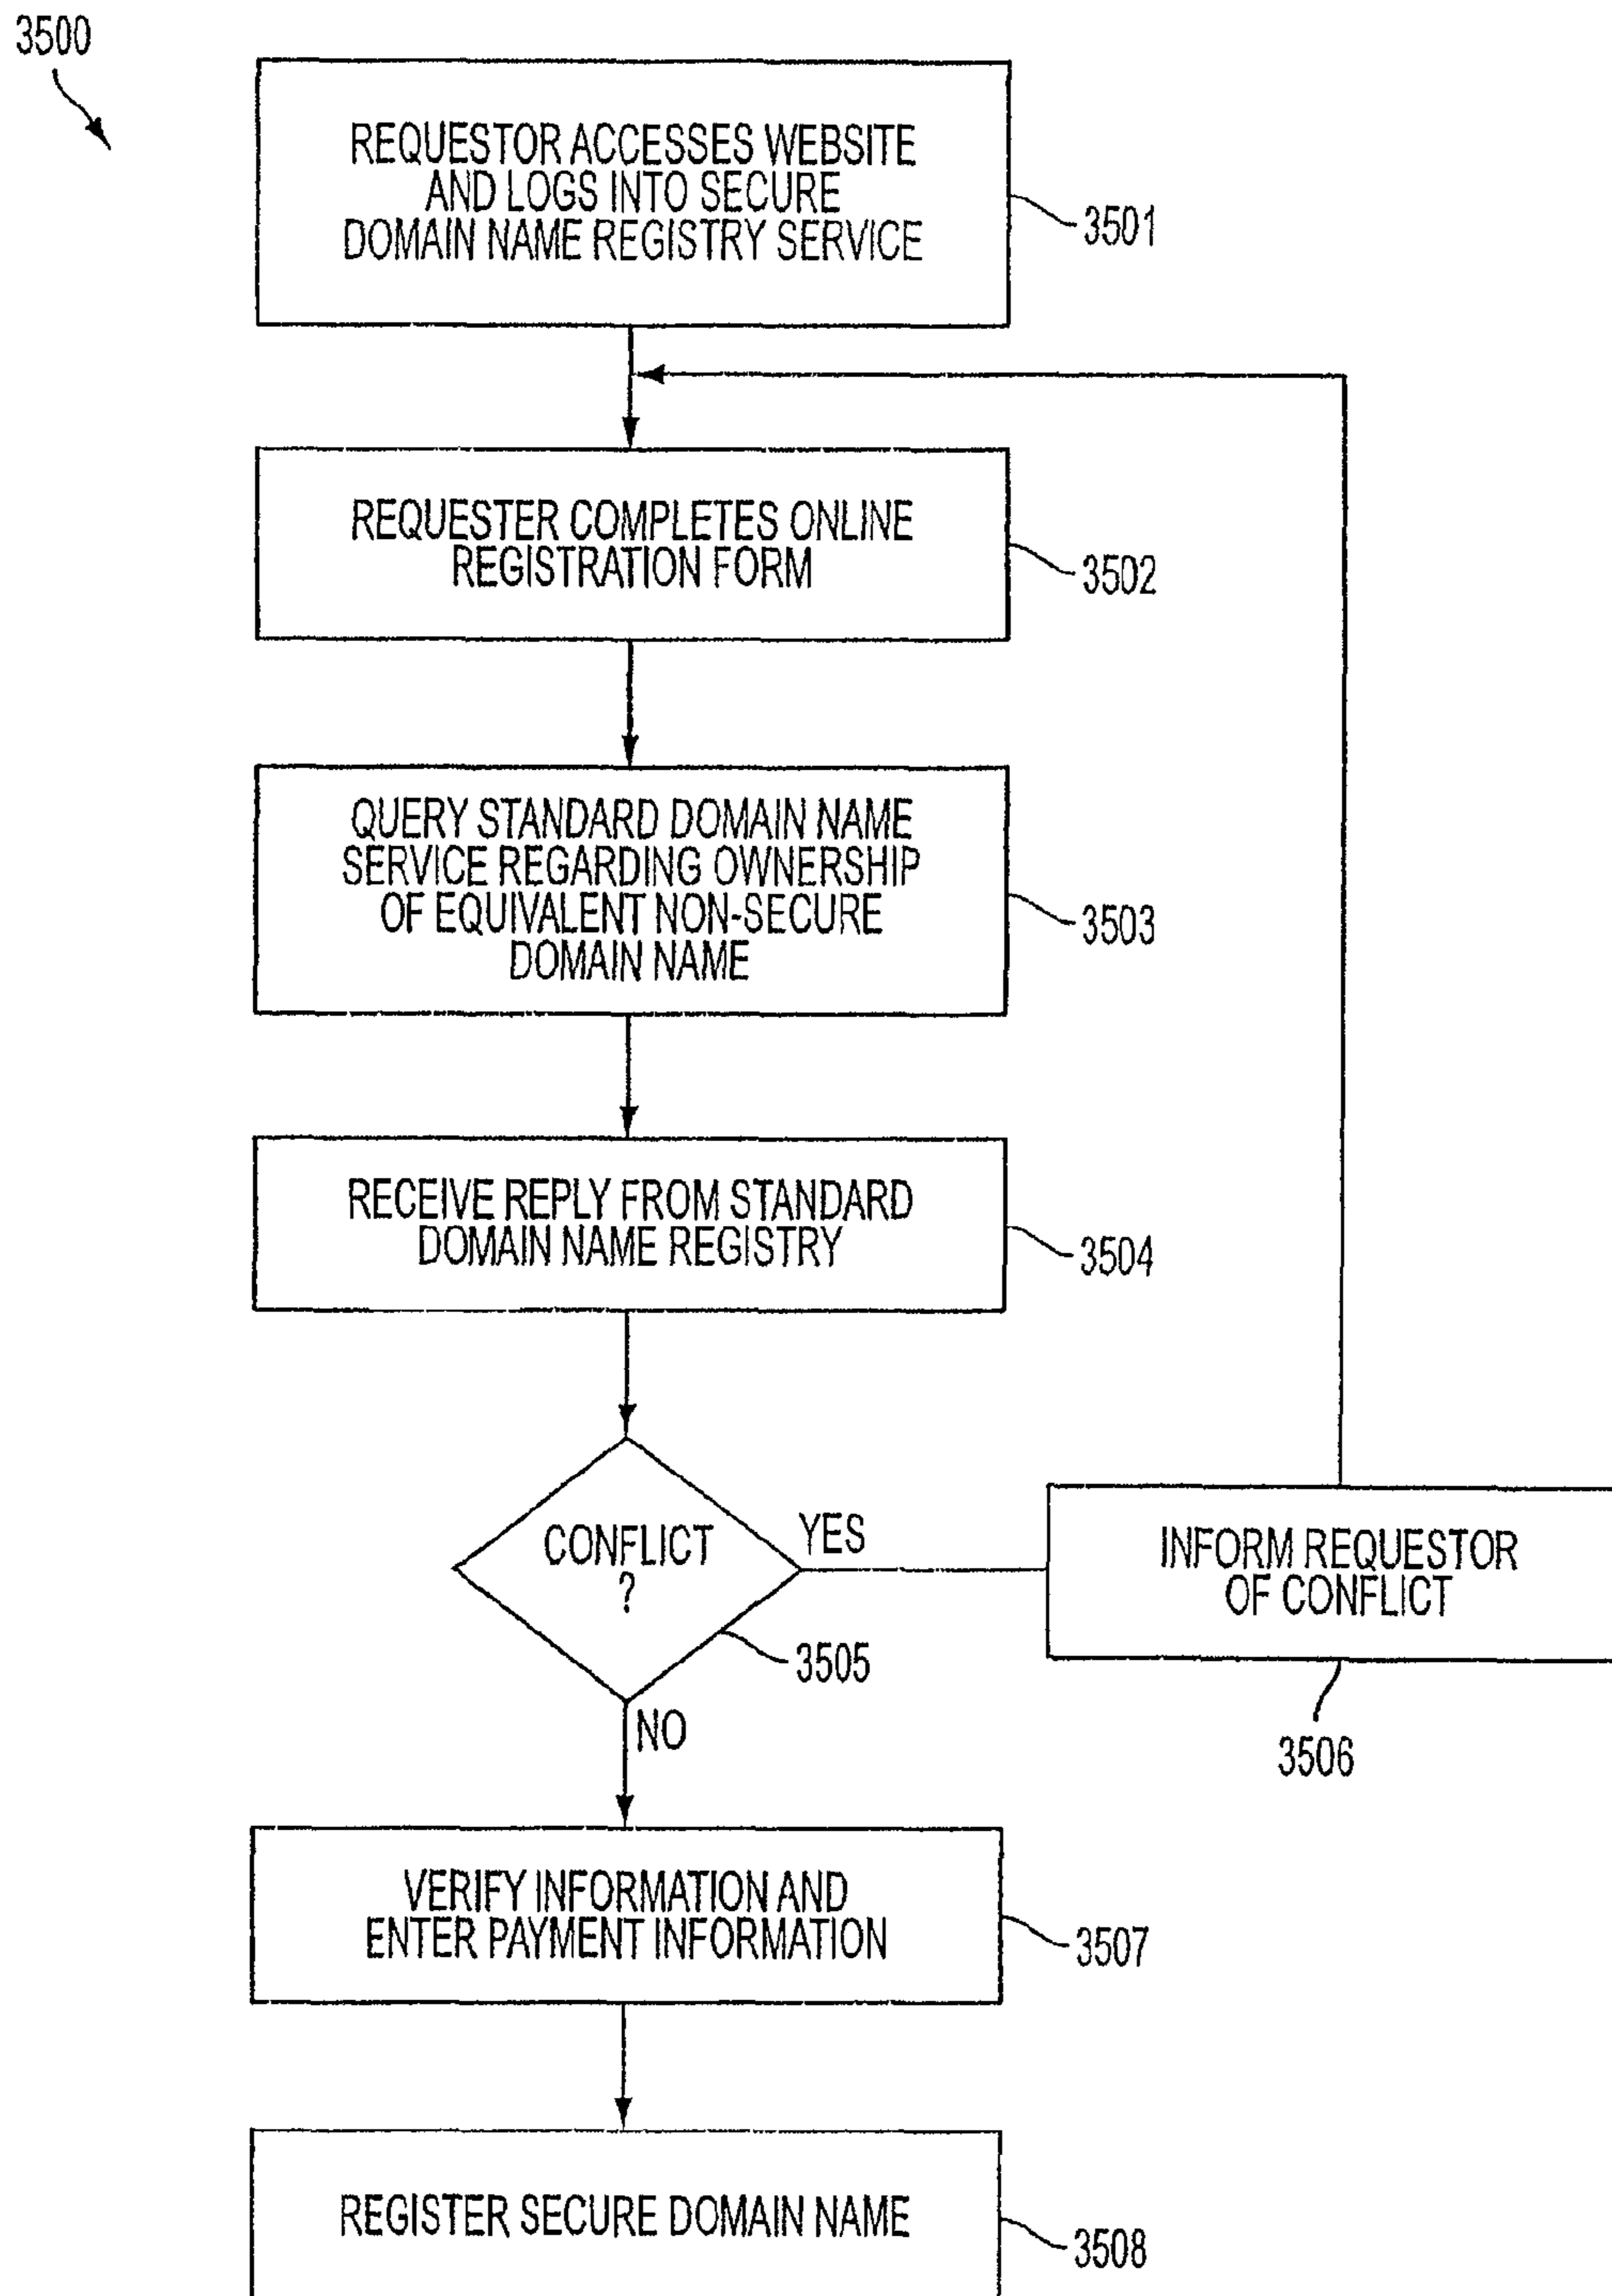 3500
REQUESTOR ACCESSES WEBSITE
AND LOGS INTO SECURE
DOMAIN NAME REGISTRY SERVICE
3501
REQUESTER COMPLETES ONLINE
REGISTRATION FORM
3502
QUERY STANDARD DOMAIN NAME
SERVICE REGARDING OWNERSHIP
OF EQUIVALENT NON-SECURE
DOMAIN NAME
3503
RECEIVE REPLY FROM STANDARD
DOMAIN NAME REGISTRY
3504
CONFLICT
?
YES
3505
NO
INFORM REQUESTOR
OF CONFLICT
3506
VERIFY INFORMATION AND
ENTER PAYMENT INFORMATION
3507
REGISTER SECURE DOMAIN NAME
3508